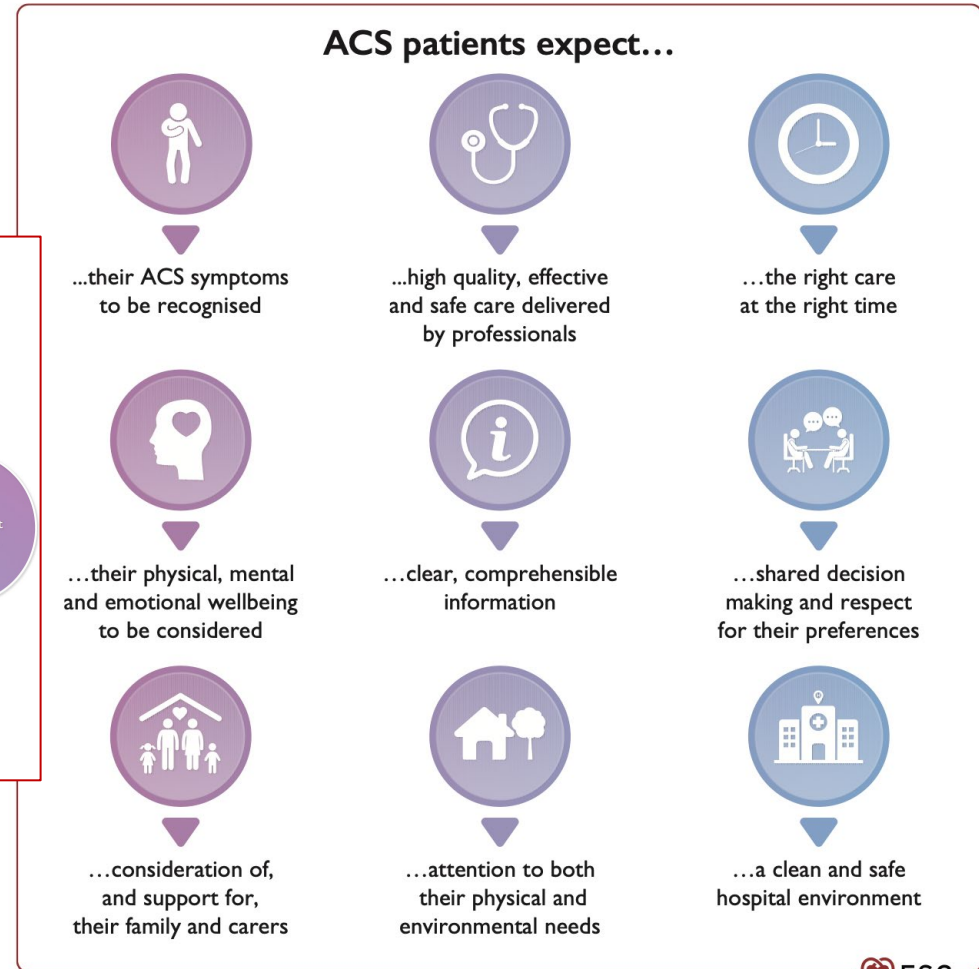 ACS patients expect…
...their ACS symptoms
to be recognised
...high quality, effective
and safe care delivered
by professionals
…the right care
at the right time
…their physical, mental
and emotional wellbeing
to be considered
i
…clear, comprehensible
information
…shared decision
making and respect
for their preferences
…consideration of,
and support for,
their family and carers
…attention to both
their physical and
environmental needs
…a clean and safe
hospital environment